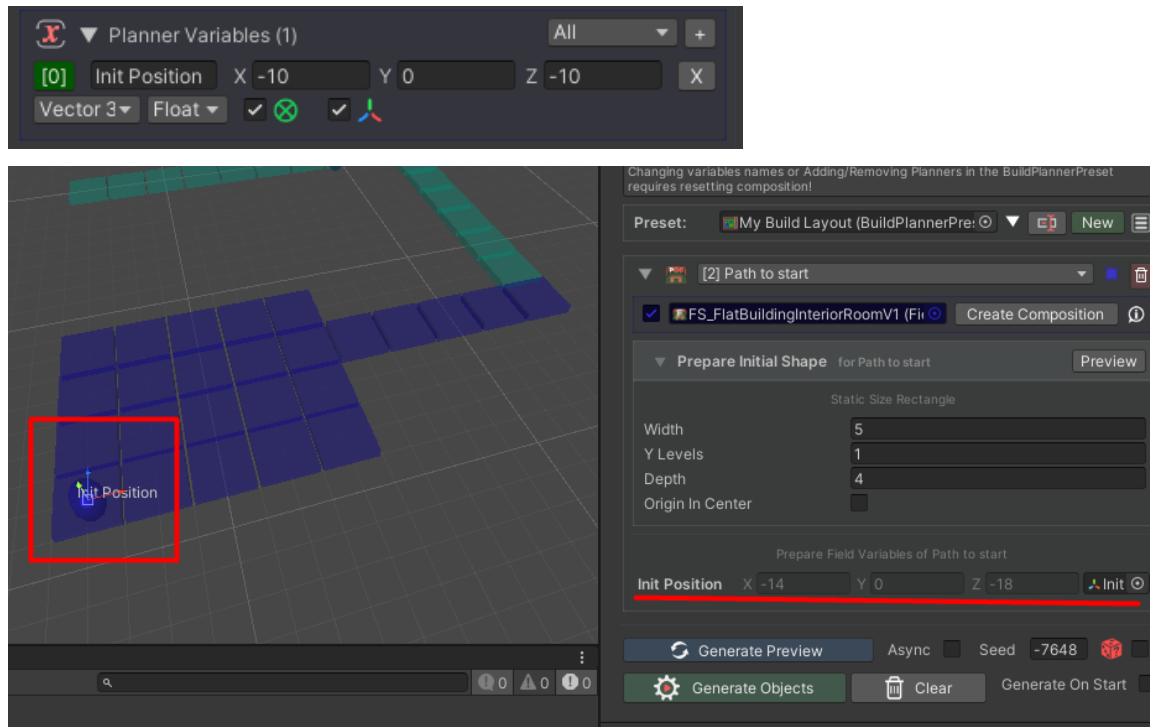 Planner Variables (1)
All
+
[0] Init Position X -10 Y 0 Z -10 X
Vector 3 Float
Init Position
Changing variables names or Adding/Removing Planners in the BuildPlannerPreset
requires resetting composition!
Preset: My Build Layout (BuildPlannerPre: New
[2] Path to start
FS_FlatBuildingInteriorRoomV1 (Fi Create Composition
Prepare Initial Shape for Path to start Preview
Static Size Rectangle
Width 5
Y Levels 1
Depth 4
Origin In Center
Prepare Field Variables of Path to start
Init Position X -14 Y 0 Z -18 Init
Generate Preview Async Seed -7648
Generate Objects Clear Generate On Start
0 0 0